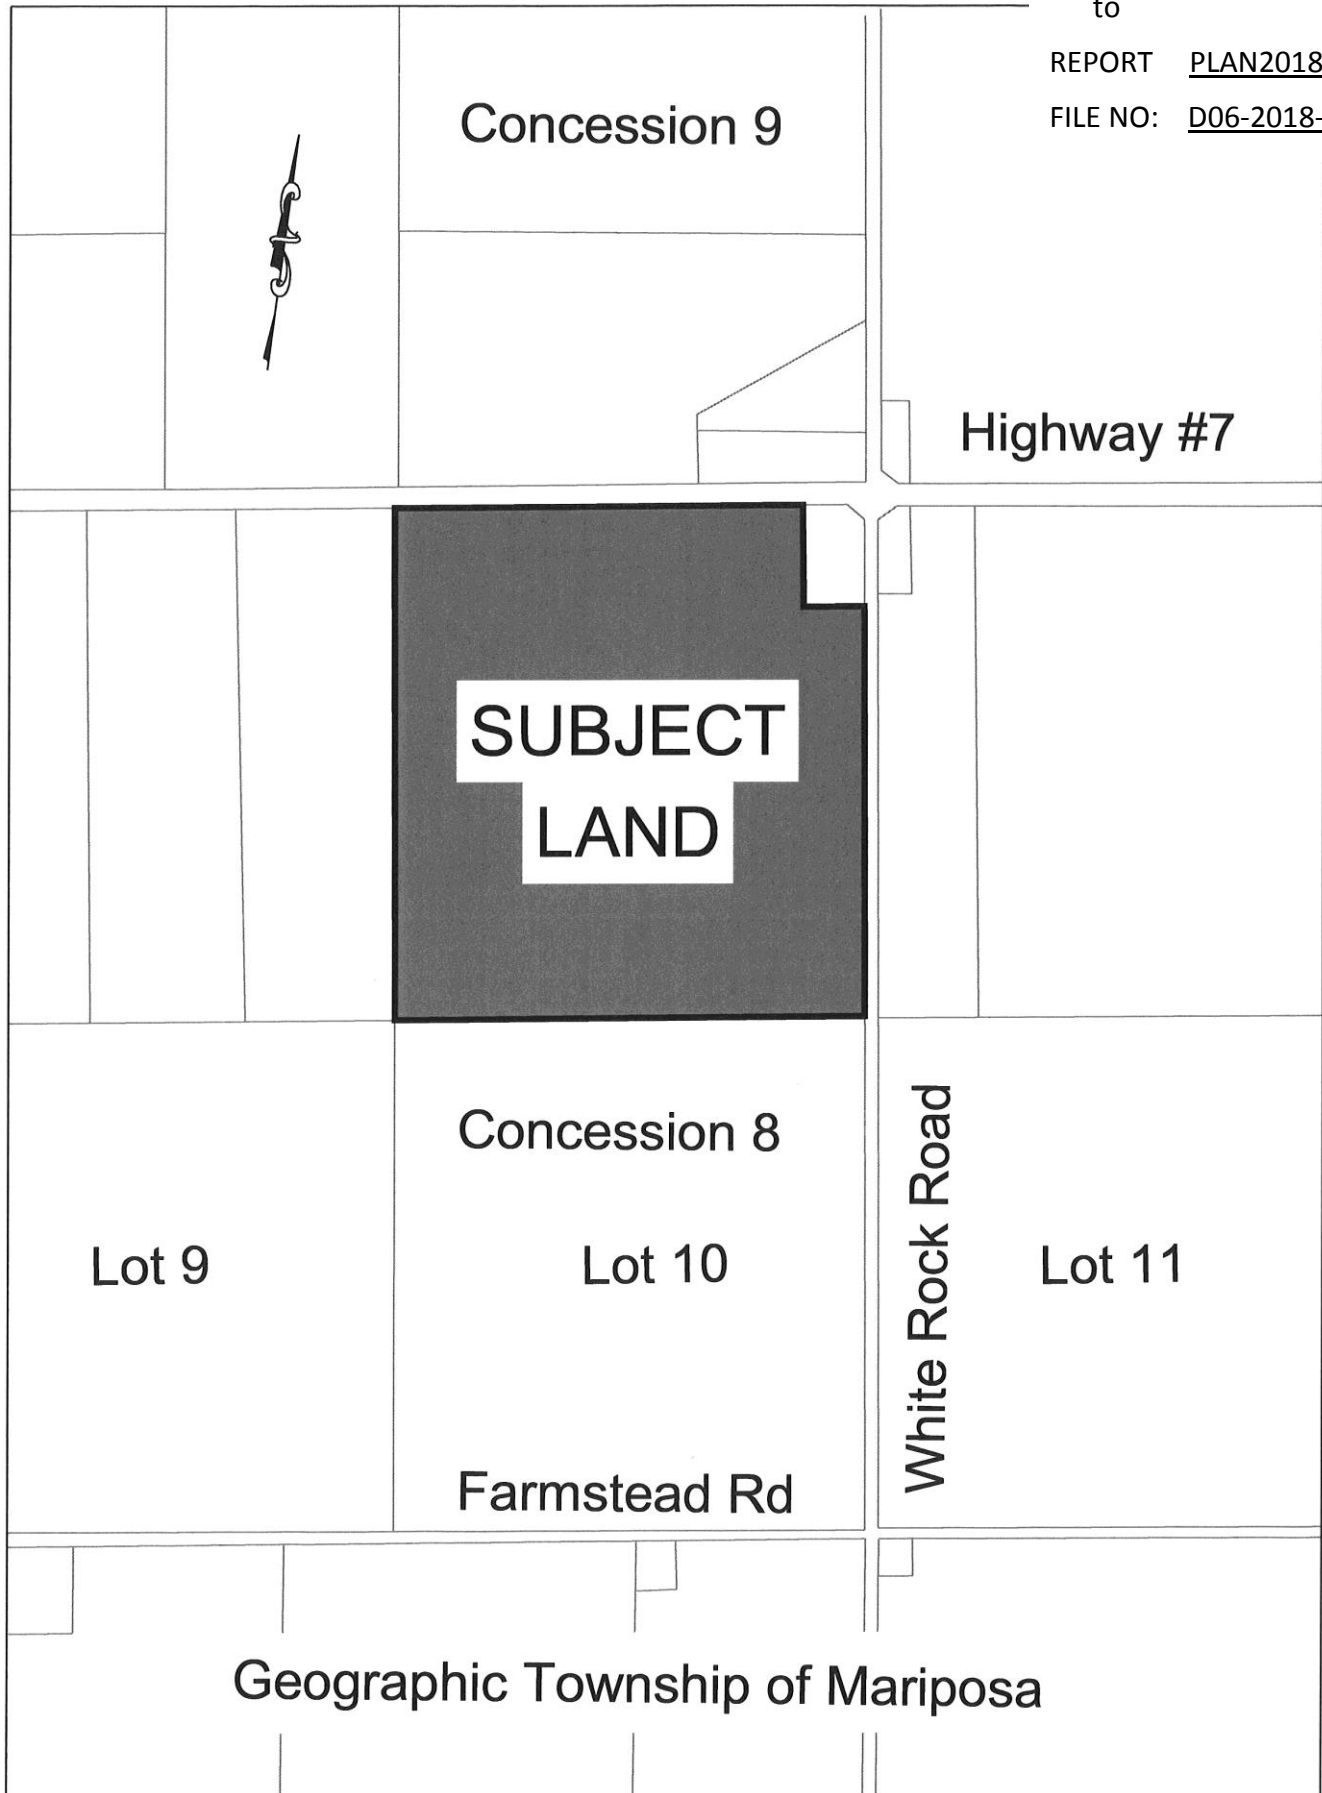 to
REPORT PLAN2018
FILE NO: D06-2018-
Concession 9
Highway #7
SUBJECT
LAND
Concession 8
White Rock Road
Lot 9
Lot 10
Lot 11
Farmstead Rd
Geographic Township of Mariposa